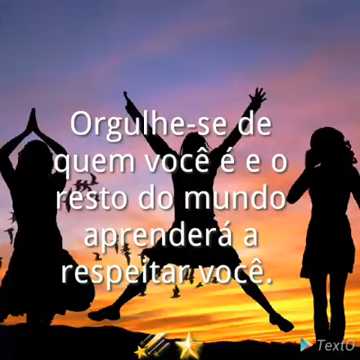 Orgulhe-se de
quem você é e o
resto do mundo
aprenderá a
respeitar você.
TextO